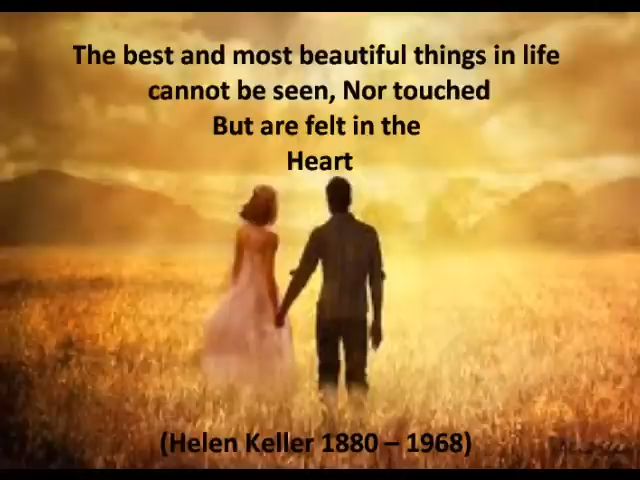 The best and most beautiful things in life
cannot be seen, Nor touched
But are felt in the
Heart
(Helen Keller 1880 – 1968)